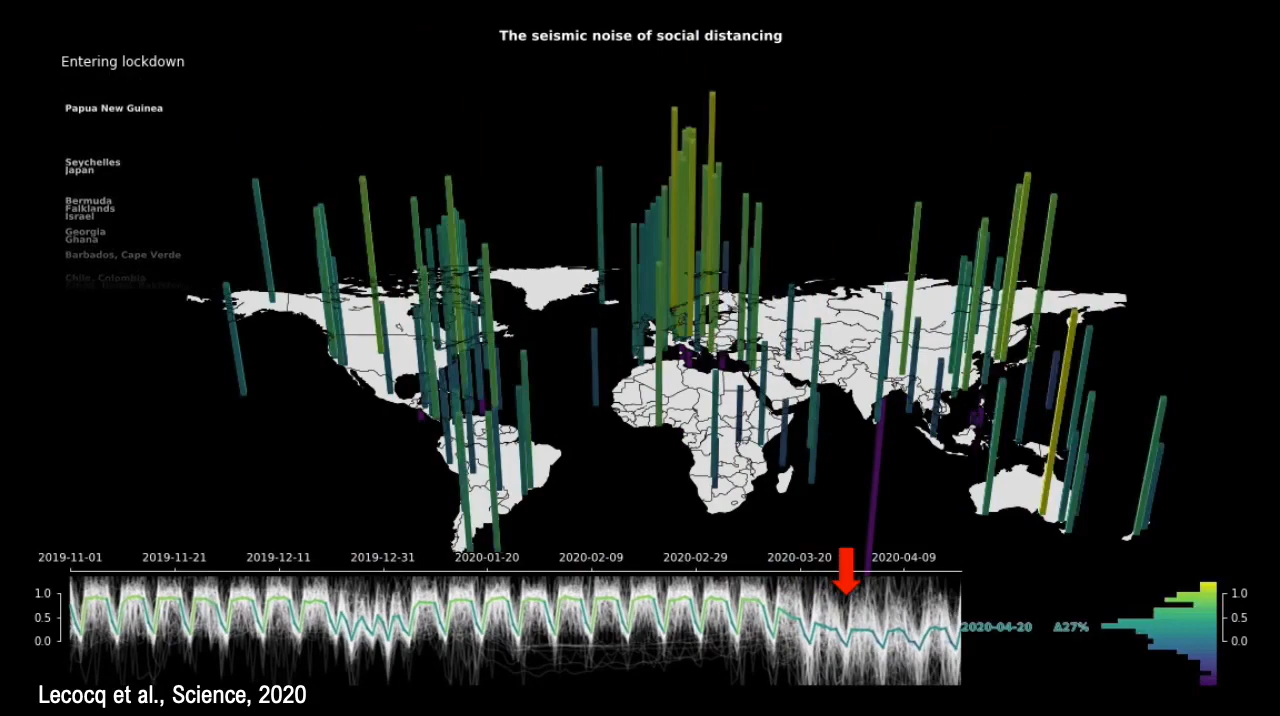 The seismic noise of social distancing
Entering lockdown
Papua New Guinea
Seychelles
Japan
Bermuda
Falklands
Israel
Georgia
Ghana
Barbados, Cape Verde
Chile, Colombia
2019-11-01 2019-11-21 2019-12-11 2019-12-31 2020-01-20 2020-02-09 2020-02-29 2020-03-20 2020-04-09
1.0 1.0
0.5 0.5
2020-04-20 Δ27%
0.0 0.0
Lecocq et al., Science, 2020